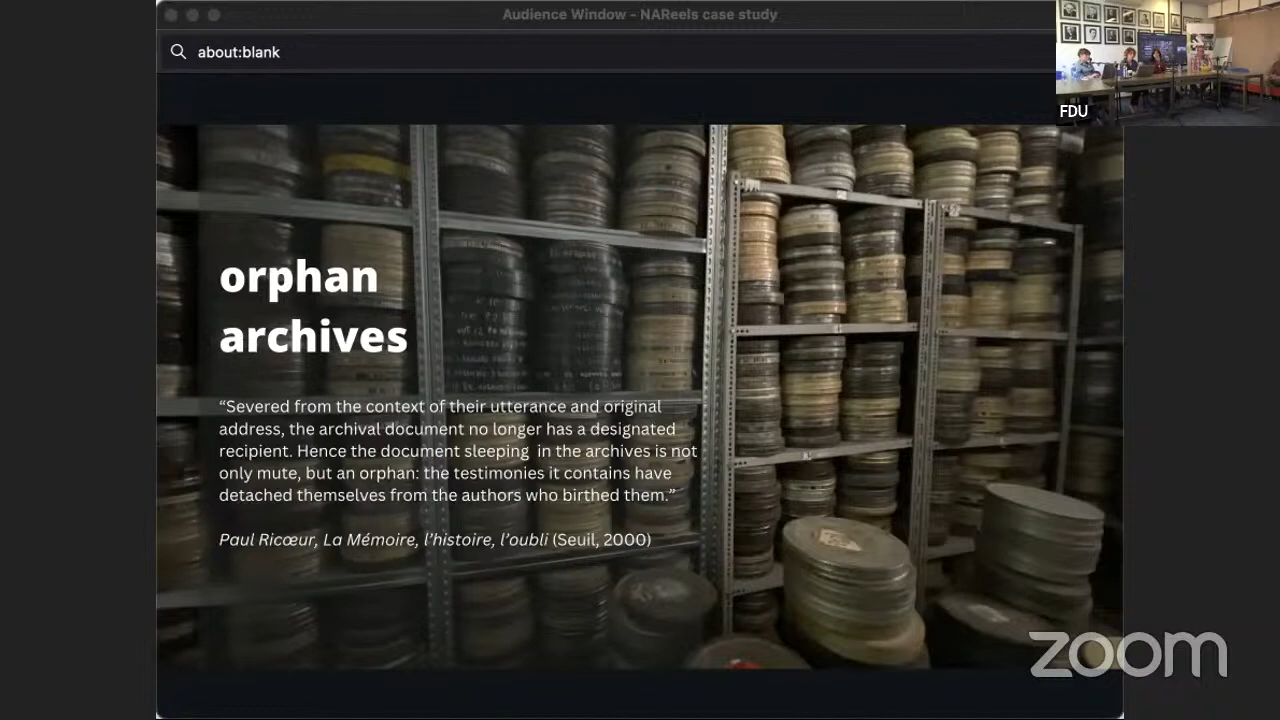 Audience Window - NAReels case study
about:blank
FDU
orphan
archives
“Severed from the context of their utterance and original
address, the archival document no longer has a designated
recipient. Hence the document sleeping in the archives is not
only mute, but an orphan: the testimonies it contains have
detached themselves from the authors who birthed them.”
Paul Ricœur, La Mémoire, l’histoire, l’oubli (Seuil, 2000)
zoom